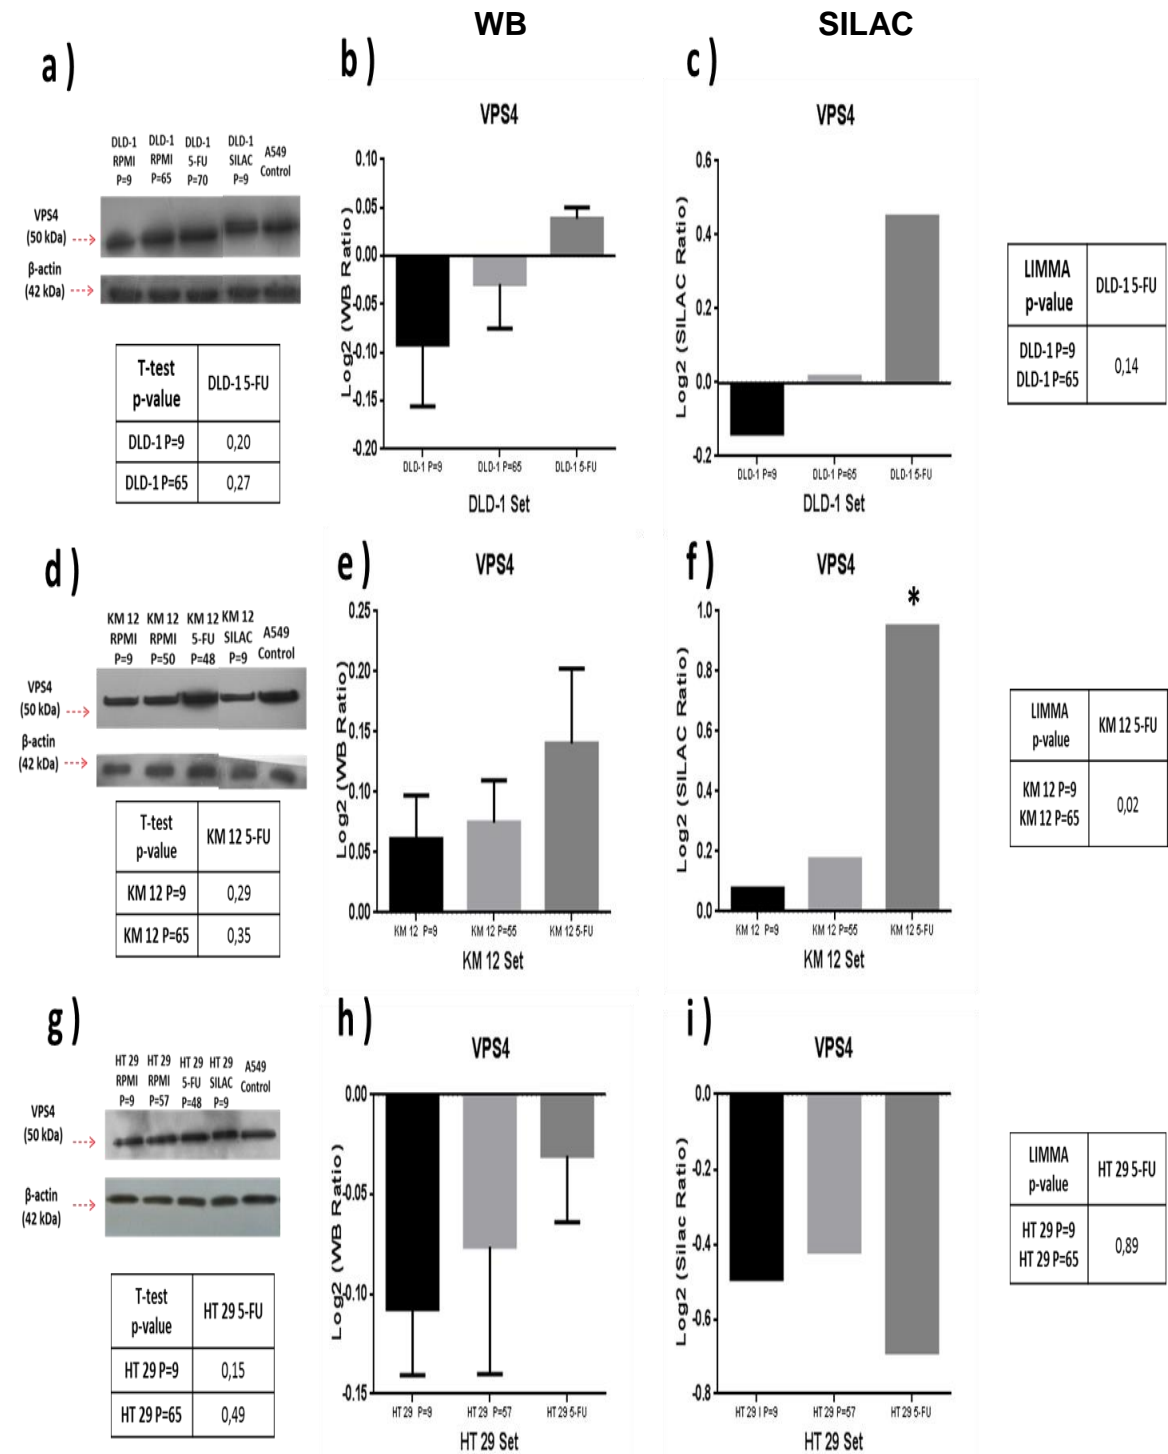 WB
SILAC
a )
DLD-1
RPMI
P=9
DLD-1
RPMI
P=65
DLD-1
5-FU
P=70
DLD-1
SILAC
P=9
A549
Control
VPS4
(50 kDa)
β-actin
(42 kDa)
T-test
p-value
DLD-1 5-FU
DLD-1 P=9
0,20
DLD-1 P=65
0,27
b )
VPS4
Log2 (WB Ratio)
0.10
0.05
0.00
-0.05
-0.10
-0.15
-0.20
DLD-1 P=9
DLD-1 P=65
DLD-1 5-FU
DLD-1 Set
c )
VPS4
Log2 (SILAC Ratio)
0.6
0.4
0.2
0.0
-0.2
DLD-1 P=9
DLD-1 P=65
DLD-1 5-FU
DLD-1 Set
LIMMA
p-value
DLD-1 5-FU
DLD-1 P=9
DLD-1 P=65
0,14
d )
KM 12
RPMI
P=9
KM 12
RPMI
P=50
KM 12
5-FU
P=48
KM 12
SILAC
P=9
A549
Control
VPS4
(50 kDa)
β-actin
(42 kDa)
T-test
p-value
KM 12 5-FU
KM 12 P=9
0,29
KM 12 P=65
0,35
e )
VPS4
Log2 (WB Ratio)
0.25
0.20
0.15
0.10
0.05
0.00
KM 12 P=9
KM 12 P=55
KM 12 5-FU
KM 12 Set
f )
VPS4
*
Log2 (SILAC Ratio)
1.0
0.8
0.6
0.4
0.2
0.0
KM 12 P=9
KM 12 P=55
KM 12 5-FU
KM 12 Set
LIMMA
p-value
KM 12 5-FU
KM 12 P=9
KM 12 P=65
0,02
g )
HT 29
RPMI
P=9
HT 29
RPMI
P=57
HT 29
5-FU
P=48
HT 29
SILAC
P=9
A549
Control
VPS4
(50 kDa)
β-actin
(42 kDa)
T-test
p-value
HT 29 5-FU
HT 29 P=9
0,15
HT 29 P=65
0,49
h )
VPS4
Log2 (WB Ratio)
0.00
-0.05
-0.10
-0.15
HT 29 P=9
HT 29 P=57
HT 29 5-FU
HT 29 Set
i )
VPS4
Log2 (Silac Ratio)
0.0
-0.2
-0.4
-0.6
-0.8
HT 29 I P=9
HT 29 P=57
HT 29 5-FU
HT 29 Set
LIMMA
p-value
HT 29 5-FU
HT 29 P=9
HT 29 P=65
0,89